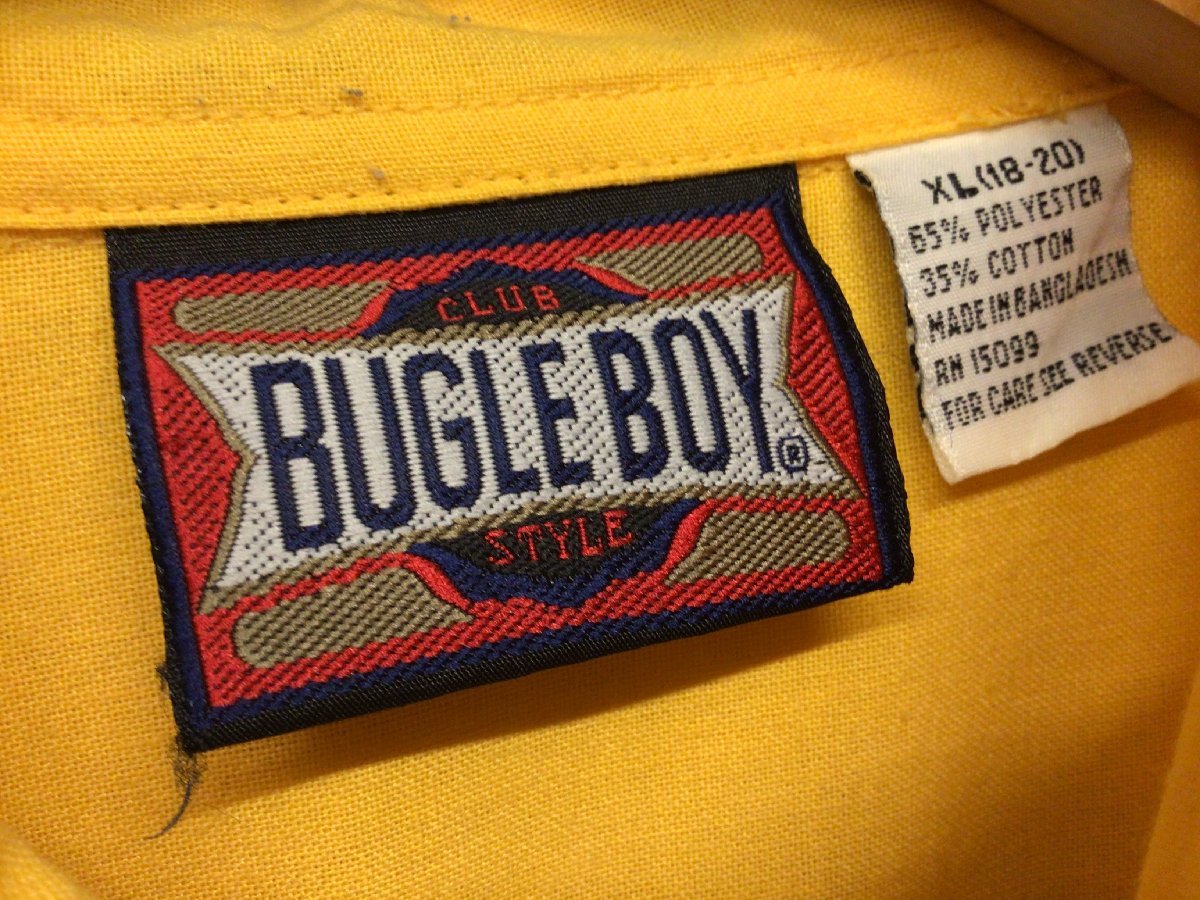 CLUB
BUGLE BOY®
STYLE
XL(18-20)
65% POLYESTER
35% COTTON
MADE IN BANGLADESH
RN 15099
FOR CARE SEE REVERSE